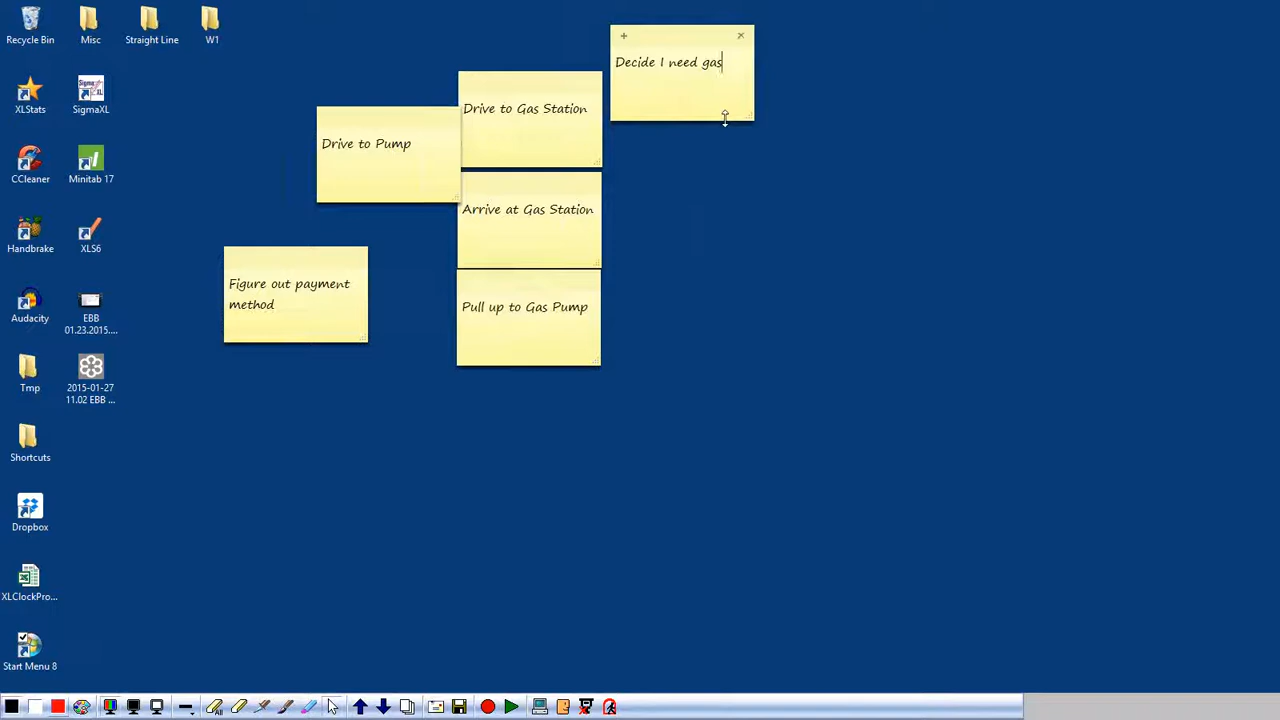 Recycle Bin
Misc
Straight Line
W1
XLStats
SigmaXL
SigmaXL
CCleaner
Minitab 17
Handbrake
XLS6
Audacity
EBB
01.23.2015....
Tmp
2015-01-27
11.02 EBB ...
Shortcuts
Dropbox
XLClockPro...
Start Menu 8
Decide I need gas
Drive to Gas Station
Drive to Pump
Arrive at Gas Station
Figure out payment
method
Pull up to Gas Pump
All